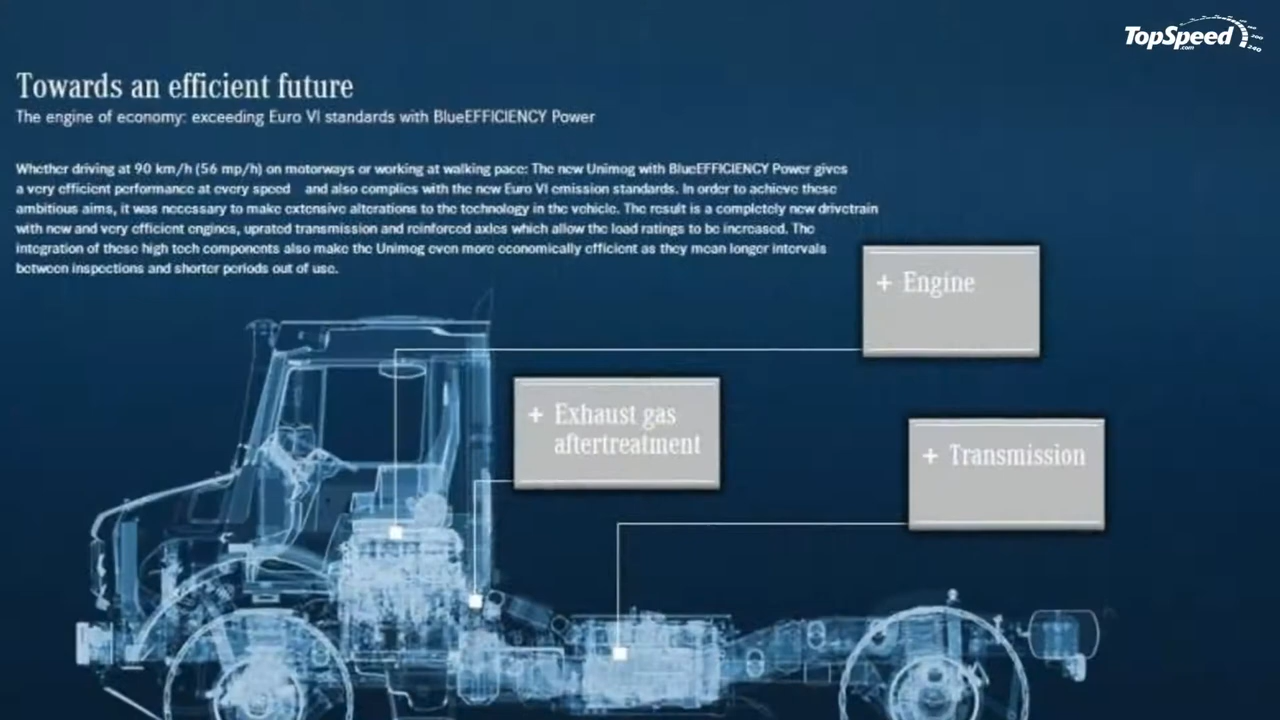 TopSpeed
.com
Towards an efficient future
The engine of economy: exceeding Euro VI standards with BlueEFFICIENCY Power
Whether driving at 90 km/h (56 mp/h) on motorways or working at walking pace: The new Unimog with BlueEFFICIENCY Power gives
a very efficient performance at every speed and also complies with the new Euro VI emission standards. In order to achieve these
ambitious aims, it was necessary to make extensive alterations to the technology in the vehicle. The result is a completely new drivetrain
with new and very efficient engines, uprated transmission and reinforced axles which allow the load ratings to be increased. The
integration of these high tech components also make the Unimog even more economically efficient as they mean longer intervals
between inspections and shorter periods out of use.
+ Engine
+ Exhaust gas
aftertreatment
+ Transmission